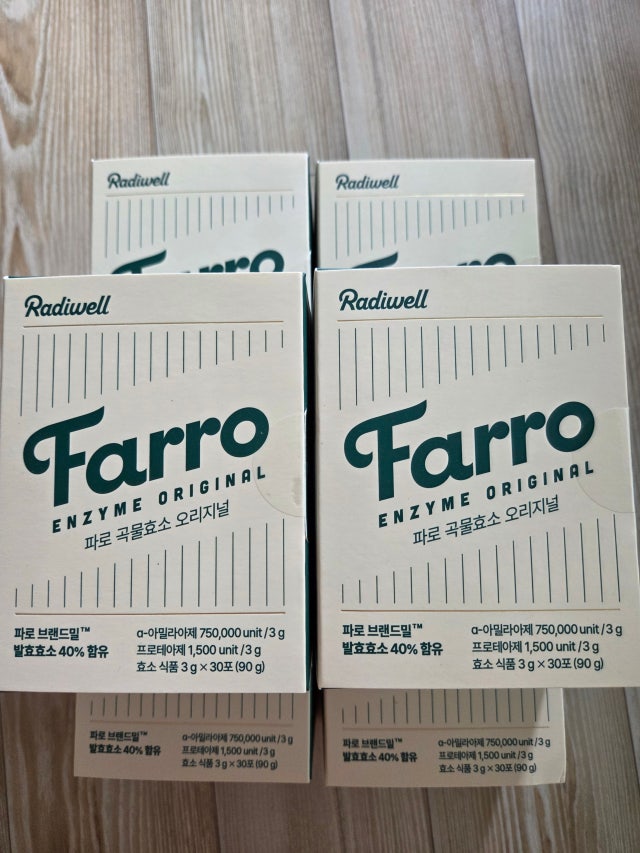 Radiwell
Farro
Radiwell
Farro
Radiwell
Farro
ENZYME ORIGINAL
파로 곡물효소 오리지널
파로 브랜드밀™
발효효소 40% 함유
α-아밀라아제 750,000 unit/3 g
프로테아제 1,500 unit/3 g
효소 식품 3 g × 30포 (90 g)
Radiwell
Farro
ENZYME ORIGINAL
파로 곡물효소 오리지널
파로 브랜드밀™
발효효소 40% 함유
α-아밀라아제 750,000 unit/3 g
프로테아제 1,500 unit/3 g
효소 식품 3 g × 30포 (90 g)
파로 브랜드밀™
발효효소 40% 함유
α-아밀라아제 750,000 unit/3 g
프로테아제 1,500 unit/3 g
효소 식품 3 g × 30포 (90 g)
파로 브랜드밀™
발효효소 40% 함유
α-아밀라아제 750,000 unit/3 g
프로테아제 1,500 unit/3 g
효소 식품 3 g × 30포 (90 g)